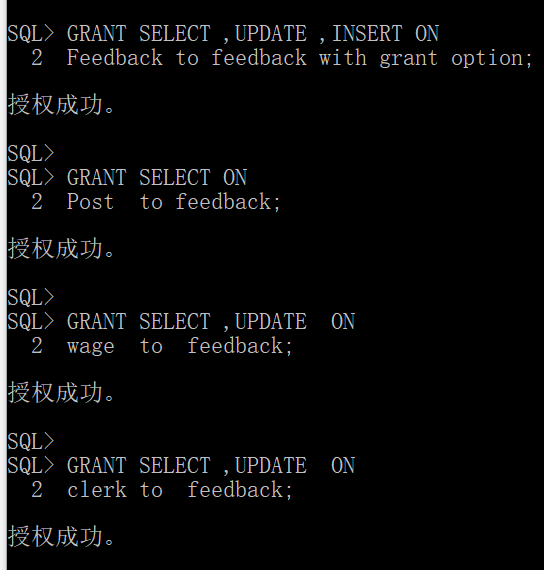 SQL> GRANT SELECT ,UPDATE ,INSERT ON
2 Feedback to feedback with grant option;
授权成功。
SQL>
SQL> GRANT SELECT ON
2 Post  to feedback;
授权成功。
SQL>
SQL> GRANT SELECT ,UPDATE  ON
2 wage  to  feedback;
授权成功。
SQL>
SQL> GRANT SELECT ,UPDATE  ON
2 clerk to  feedback;
授权成功。